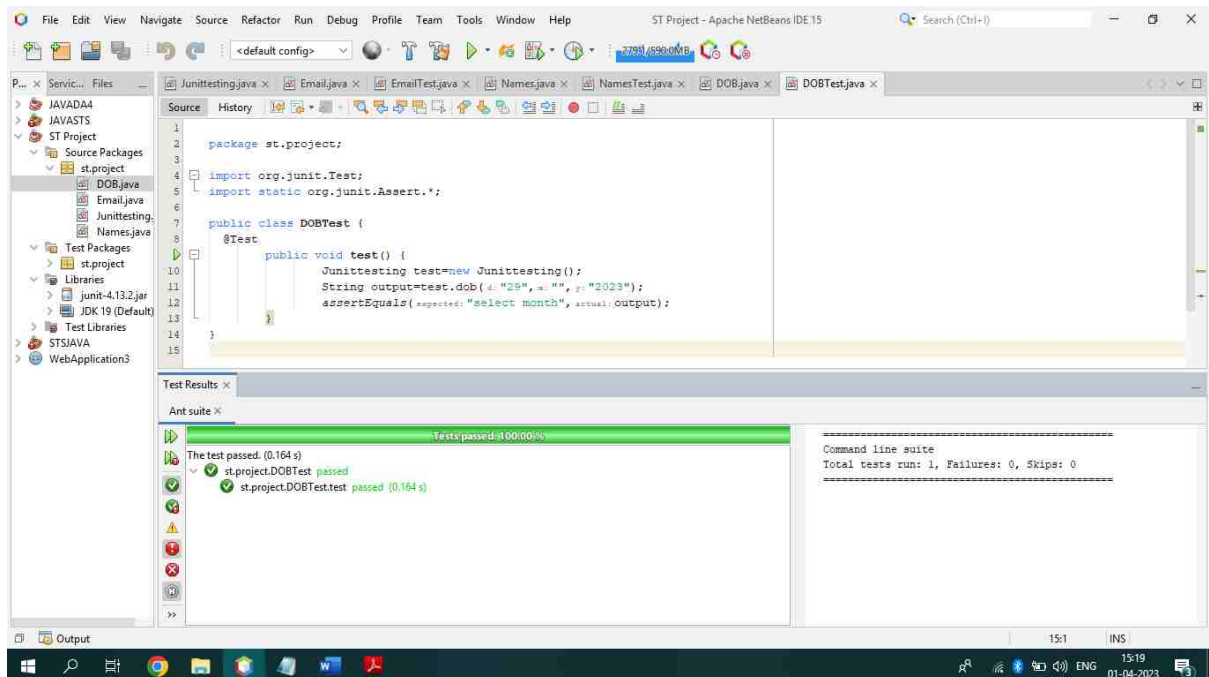 File Edit View Navigate Source Refactor Run Debug Profile Team Tools Window Help ST Project - Apache NetBeans IDE 15 Search (Ctrl+I)
<default config>
P... Servic... Files Junittesting.java Email.java EmailTest.java Names.java NamesTest.java DOB.java DOBTest.java
Source History
JAVADA4
JAVASTS
ST Project
Source Packages
st.project
DOB.java
Email.java
Junittesting.
Names.java
Test Packages
st.project
Libraries
junit-4.13.2.jar
JDK 19 (Default)
Test Libraries
STSJAVA
WebApplication3
1
2 package st.project;
3
4 import org.junit.Test;
5 import static org.junit.Assert.*;
6
7 public class DOBTest {
8 @Test
public void test() {
10 Junittesting test=new Junittesting();
11 String output=test.dob( d: "29", m: "", y: "2023");
12 assertEquals( expected: "select month", actual: output);
13 }
14 }
15
Test Results
Ant suite
Tests passed: 100.00 %
The test passed. (0.164 s)
st.project.DOBTest passed
st.project.DOBTest.test passed (0.164 s)
===============================================
Command line suite
Total tests run: 1, Failures: 0, Skips: 0
===============================================
Output
15:1 INS
ENG
15:19
01-04-2023